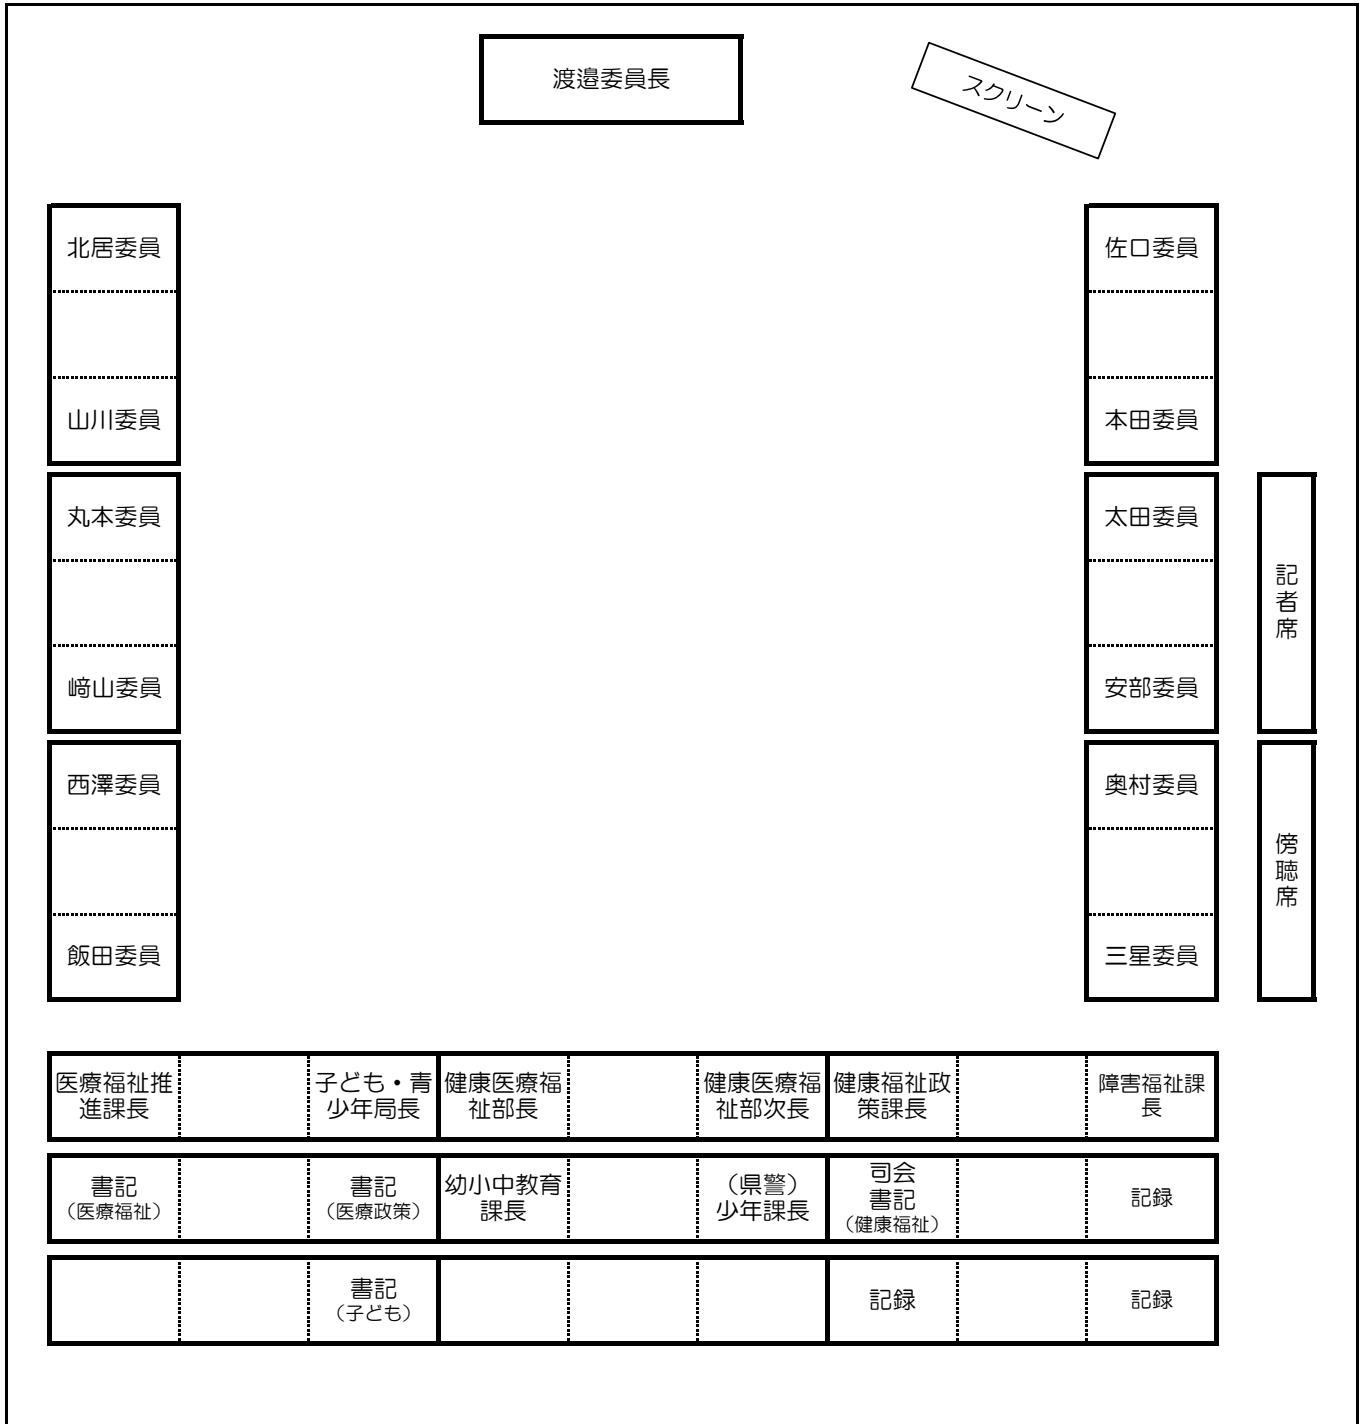 渡邉委員長
スクリーン
北居委員
佐口委員
山川委員
本田委員
丸本委員
太田委員
﨑山委員
安部委員
記者席
西澤委員
奥村委員
飯田委員
三星委員
傍聴席
医療福祉推
進課長
子ども・青
少年局長
健康医療福
祉部長
健康医療福
祉部次長
健康福祉政
策課長
障害福祉課
長
書記
（医療福祉）
書記
（医療政策）
幼小中教育
課長
（県警）
少年課長
司会
書記
（健康福祉）
記録
書記
（子ども）
記録
記録